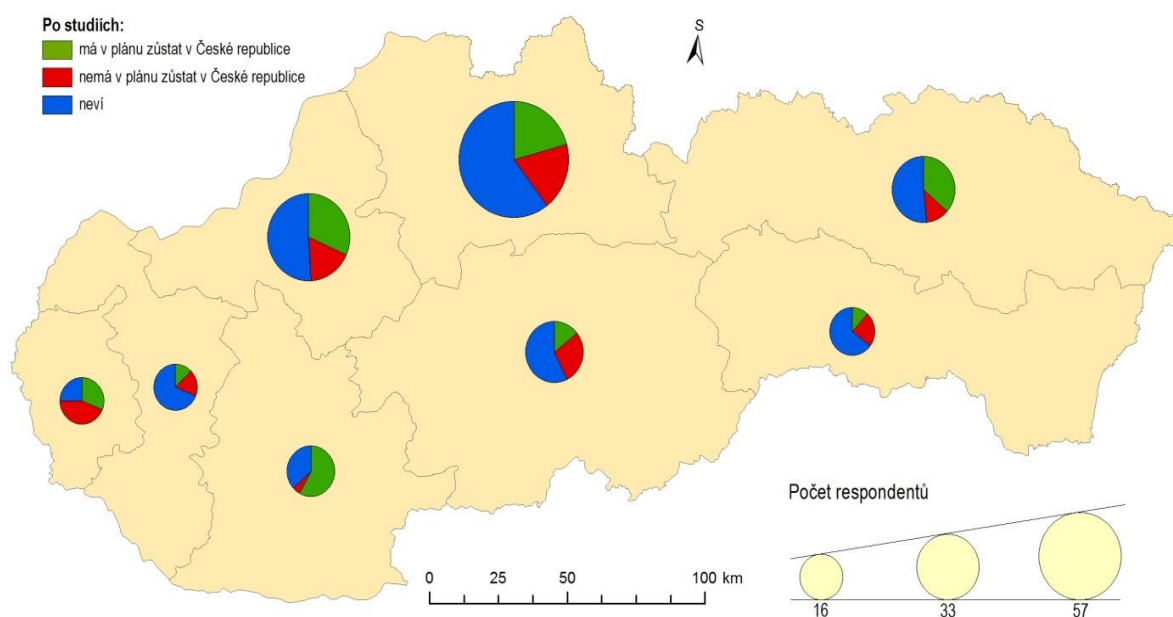 Po studiích:
má v plánu zůstat v České republice
nemá v plánu zůstat v České republice
neví
S
Počet respondentů
0 25 50 100 km
16 33 57